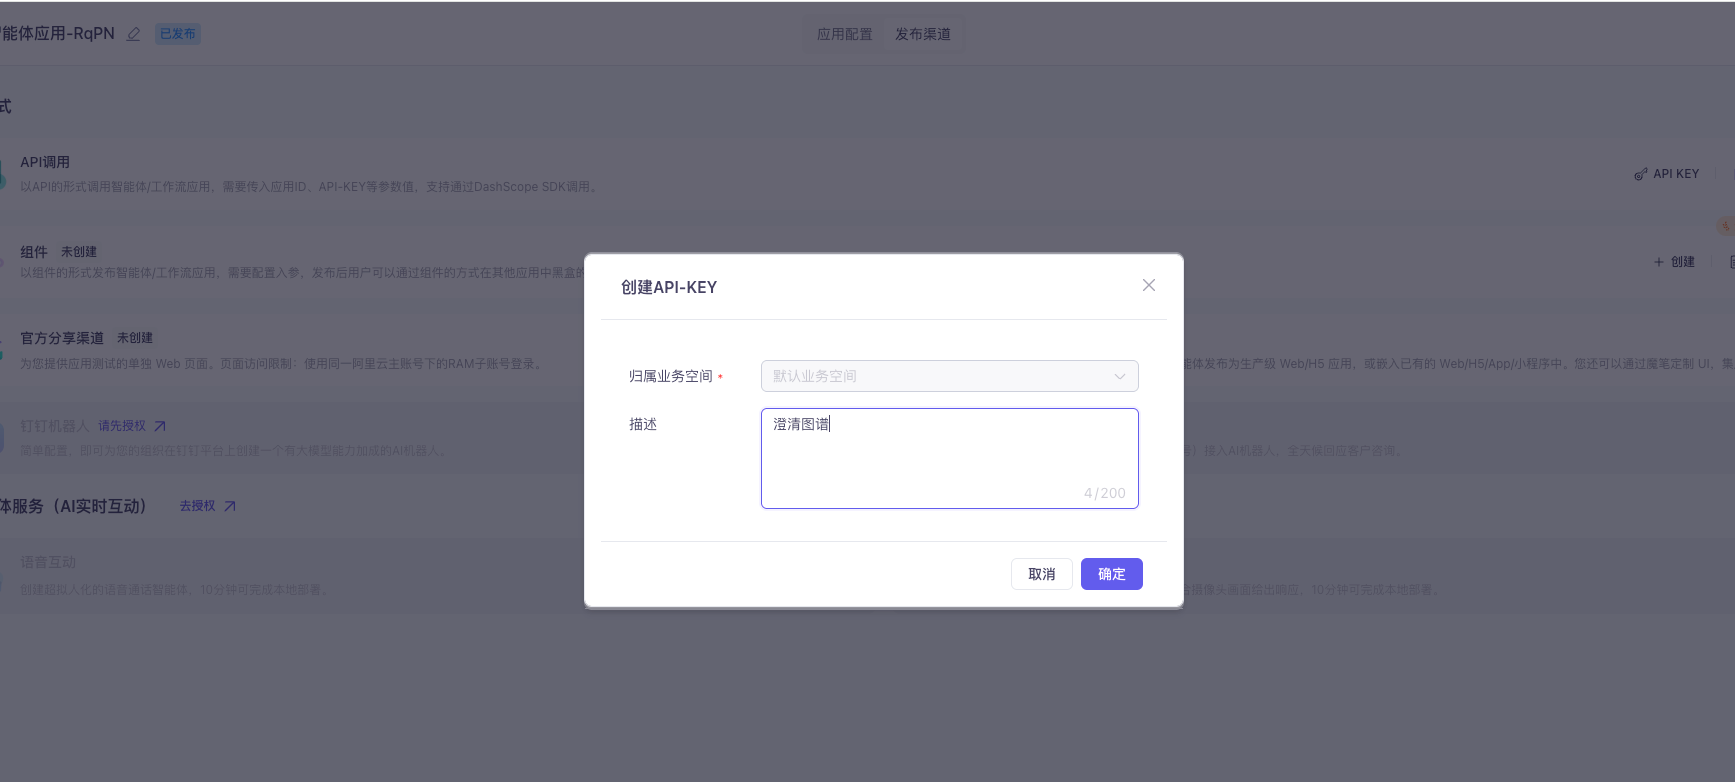 能体应用-RqPN 已发布 应用配置 发布渠道
式
API调用
以API的形式调用智能体/工作流应用，需要传入应用ID、API-KEY等参数值，支持通过DashScope SDK调用。
API KEY
组件 未创建
以组件的形式发布智能体/工作流应用，需要配置入参，发布后用户可以通过组件的方式在其他应用中黑盒的
+ 创建
创建API-KEY
官方分享渠道 未创建
为您提供应用测试的单独 Web 页面。页面访问限制：使用同一阿里云主账号下的RAM子账号登录。
能体发布为生产级 Web/H5 应用，或嵌入已有的 Web/H5/App/小程序中。您还可以通过魔笔定制 UI、集
归属业务空间 *
默认业务空间
描述
澄清图谱
4/200
钉钉机器人 请先授权
简单配置，即可为您的组织在钉钉平台上创建一个有大模型能力加成的AI机器人。
）接入AI机器人，全天候回应客户咨询。
体服务（AI实时互动） 去授权
语音互动
创建超拟人化的语音通话智能体，10分钟可完成本地部署。
摄像头画面给出响应，10分钟可完成本地部署。
取消 确定